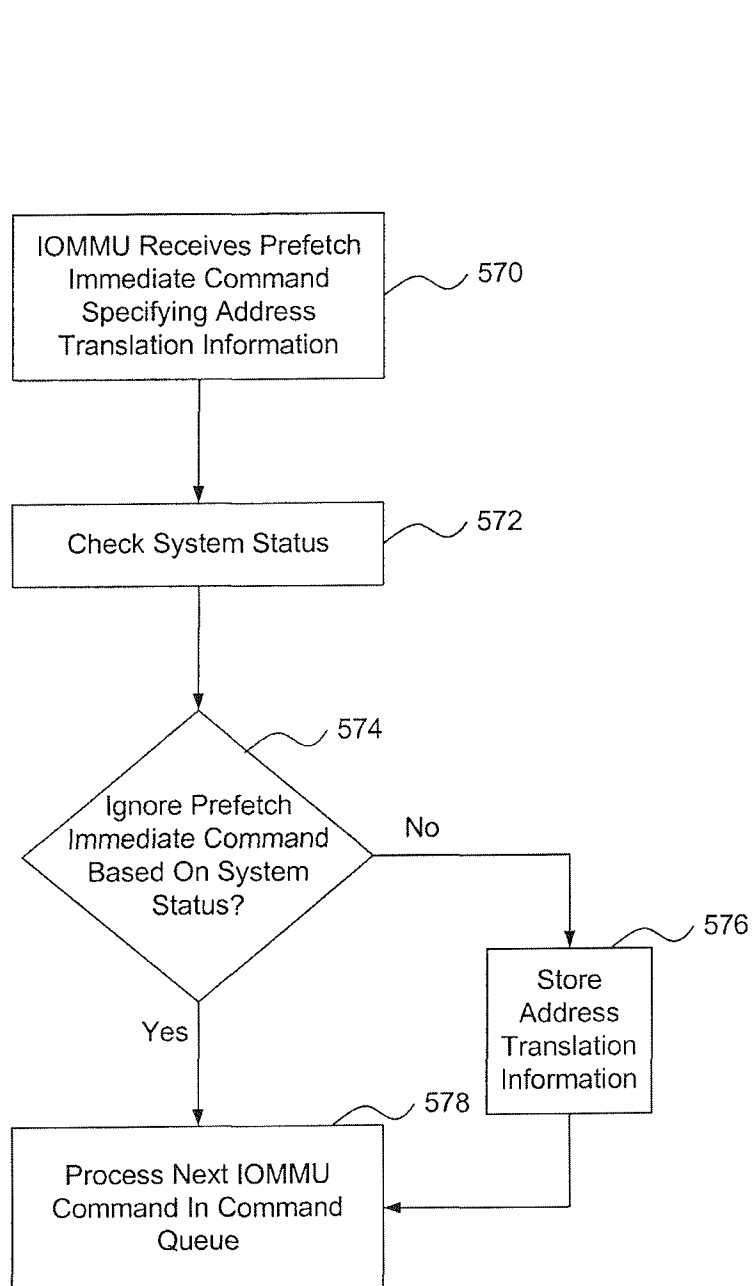 IOMMU Receives Prefetch
Immediate Command
Specifying Address
Translation Information
570
Check System Status
572
574
Ignore Prefetch
Immediate Command
Based On System
Status?
No
Yes
576
Store
Address
Translation
Information
578
Process Next IOMMU
Command In Command
Queue